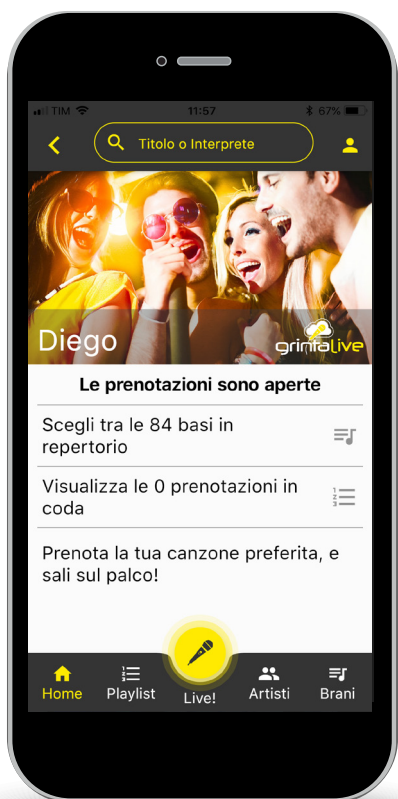 TIM 11:57 67%
Titolo o Interprete
Diego
grintalive
Le prenotazioni sono aperte
Scegli tra le 84 basi in
repertorio
Visualizza le 0 prenotazioni in
coda
Prenota la tua canzone preferita, e
sali sul palco!
Home Playlist Live! Artisti Brani